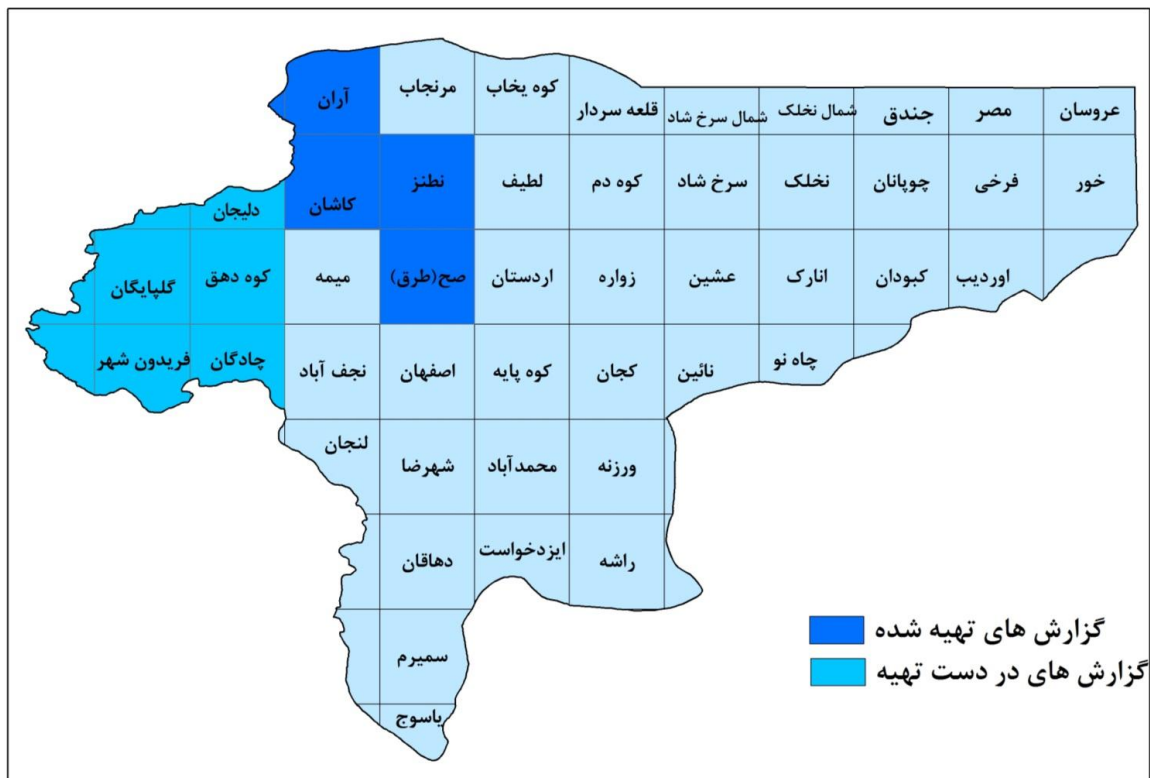 عروسان
مصر
جندق
شمال نخلک
شمال سرخ شاد
قلعه سردار
کوه یخاب
مرنجاب
آران
خور
فرخی
چوپانان
نخلک
سرخ شاد
کوه دم
لطیف
نطنز
کاشان
دلیجان
اوردیب
کبودان
انارک
عشین
زواره
اردستان
صح(طرق)
میمه
کوه دهق
گلپایگان
چاه نو
نائین
کجان
کوه پایه
اصفهان
نجف آباد
چادگان
فریدون شهر
ورزنه
محمدآباد
شهرضا
لنجان
راشه
ایزدخواست
دهاقان
سمیرم
یاسوج
گزارش های تهیه شده
گزارش های در دست تهیه